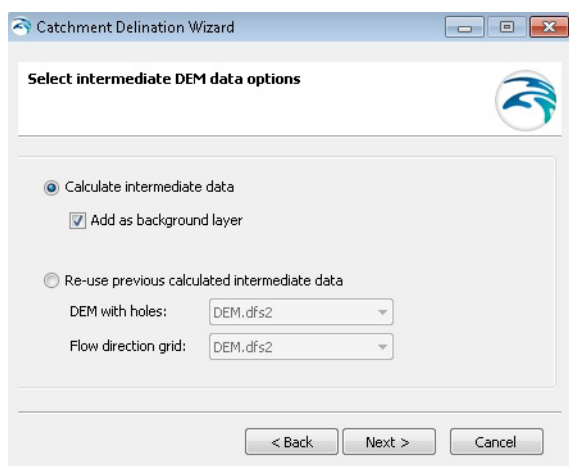 Catchment Delination Wizard
Select intermediate DEM data options
Calculate intermediate data
Add as background layer
Re-use previous calculated intermediate data
DEM with holes: DEM.dfs2
Flow direction grid: DEM.dfs2
< Back Next > Cancel